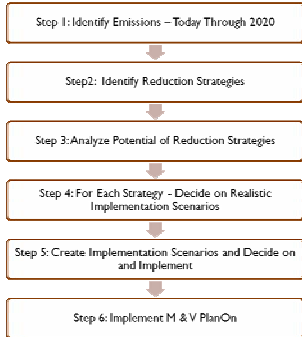 Step 1: Identify Emissions – Today Through 2020
Step2: Identify Reduction Strategies
Step 3: Analyze Potential of Reduction Strategies
Step 4: For Each Strategy - Decide on Realistic
Implementation Scenarios
Step 5: Create Implementation Scenarios and Decide on
and Implement
Step 6: Implement M & V PlanOn